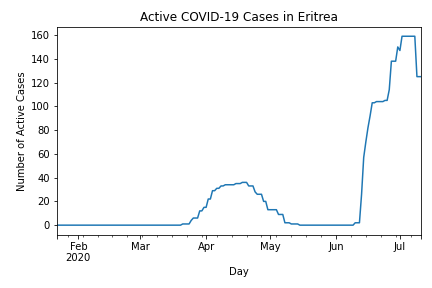 Active COVID-19 Cases in Eritrea
160
140
120
100
80
60
40
20
0
Number of Active Cases
Feb Mar Apr May Jun Jul
2020
Day